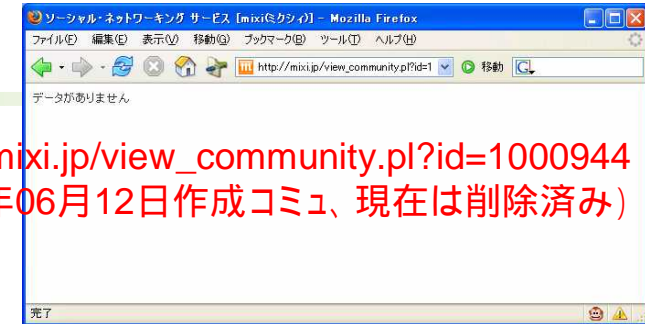 ソーシャル・ネットワーキング サービス [mixi(ミクシィ)] - Mozilla Firefox
ファイル(F) 編集(E) 表示(V) 移動(G) ブックマーク(B) ツール(T) ヘルプ(H)
http://mixi.jp/view_community.pl?id=1 移動
データがありません
mixi.jp/view_community.pl?id=1000944
年06月12日作成コミュ、現在は削除済み)
完了